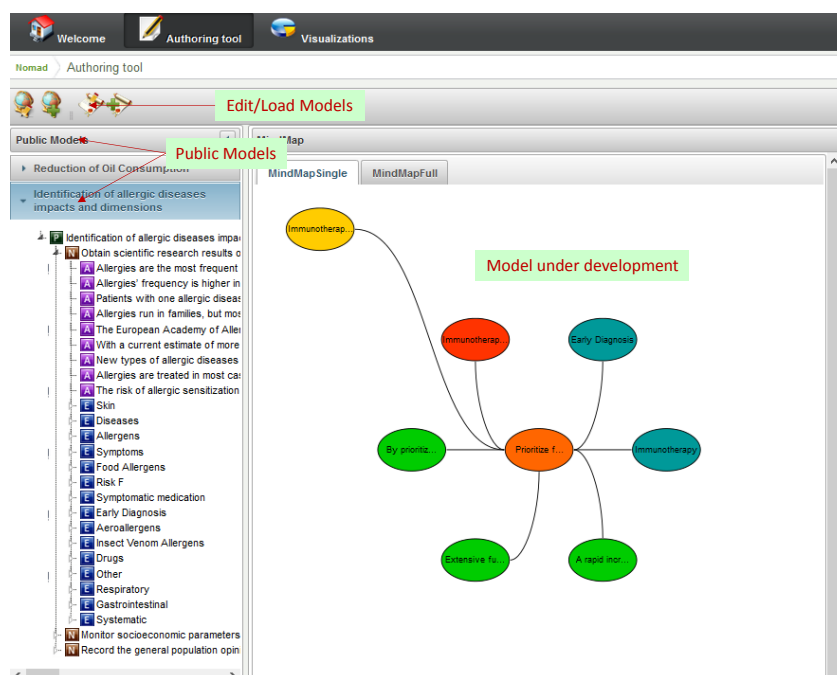 Welcome
Authoring tool
Visualizations
Nomad
Authoring tool
Edit/Load Models
Public Models
MindMap
Public Models
Reduction of Oil Consumption
MindMapSingle
MindMapFull
Identification of allergic diseases
impacts and dimensions
Immunotherap...
P Identification of allergic diseases impa
N Obtain scientific research results o
A Allergies are the most frequent
A Allergies' frequency is higher in
A Patients with one allergic diseas
A Allergies run in families, but mos
A The European Academy of Aller
A With a current estimate of more
A New types of allergic diseases
A Allergies are treated in most cas
A The risk of allergic sensitization
E Skin
E Diseases
E Allergens
E Symptoms
E Food Allergens
E Risk F
E Symptomatic medication
E Early Diagnosis
E Aeroallergens
E Insect Venom Allergens
E Drugs
E Other
E Respiratory
E Gastrointestinal
E Systematic
N Monitor socioeconomic parameters
N Record the general population opin
Model under development
Immunotherap...
Early Diagnosis
By prioritiz...
Prioritize f...
Immunotherapy
Extensive fu...
A rapid incr...